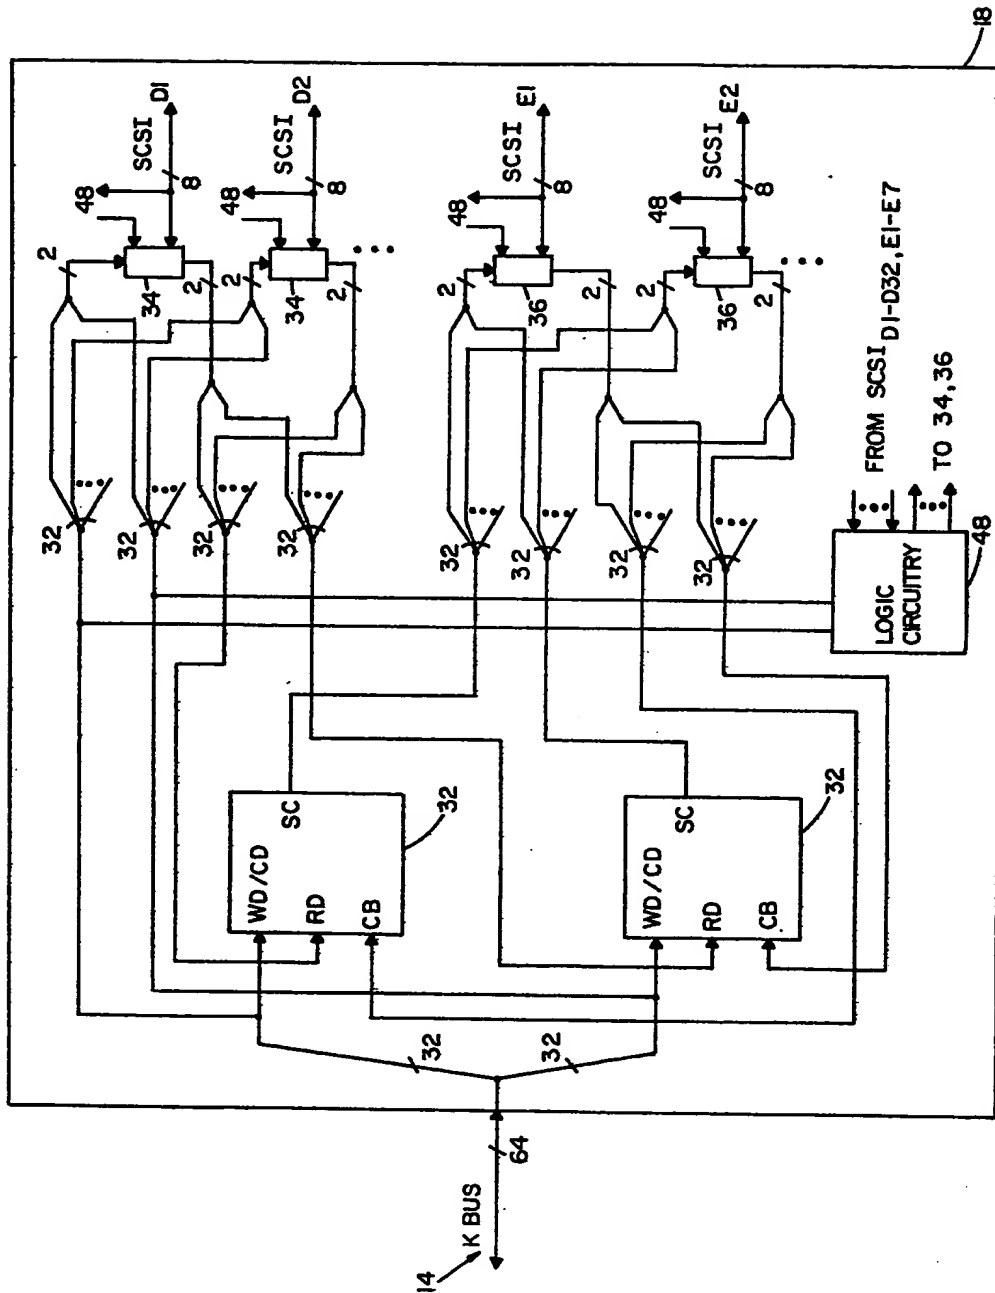 14
K BUS
64
32
32
WD/CD
RD
CB
SC
32
WD/CD
RD
CB
SC
32
32
32
32
32
32
32
32
32
2
34
48
2
SCSI D1
8
2
34
48
2
SCSI D2
8
2
36
48
2
SCSI E1
8
2
36
48
2
SCSI E2
8
LOGIC
CIRCUITRY
48
FROM SCSI D1-D32, E1-E7
TO 34, 36
18